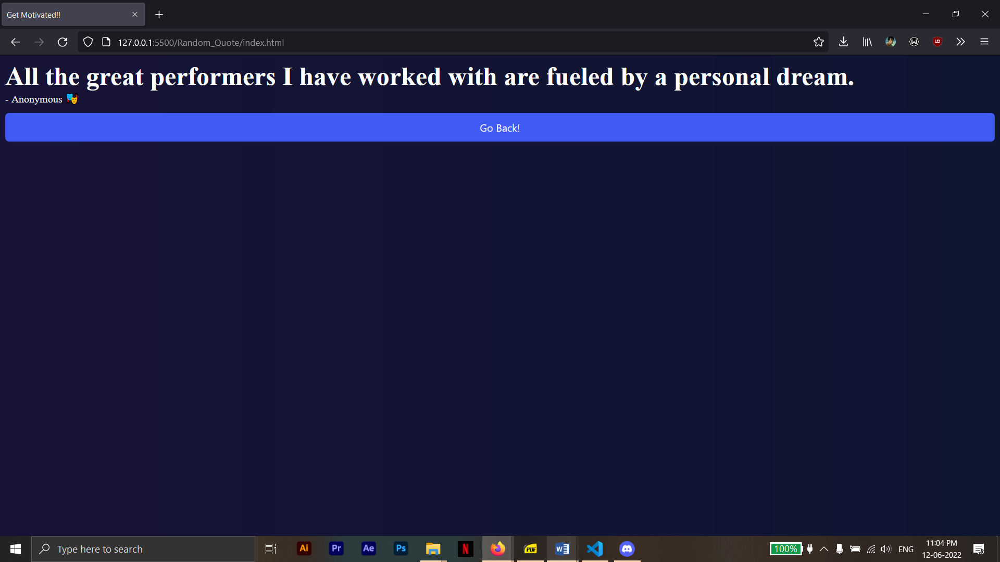 Get Motivated!!
127.0.0.1:5500/Random_Quote/index.html
All the great performers I have worked with are fueled by a personal dream.
- Anonymous 🎭
Go Back!
Type here to search
Ai
Pr
Ae
Ps
N
PDF
W
100%
ENG
11:04 PM
12-06-2022